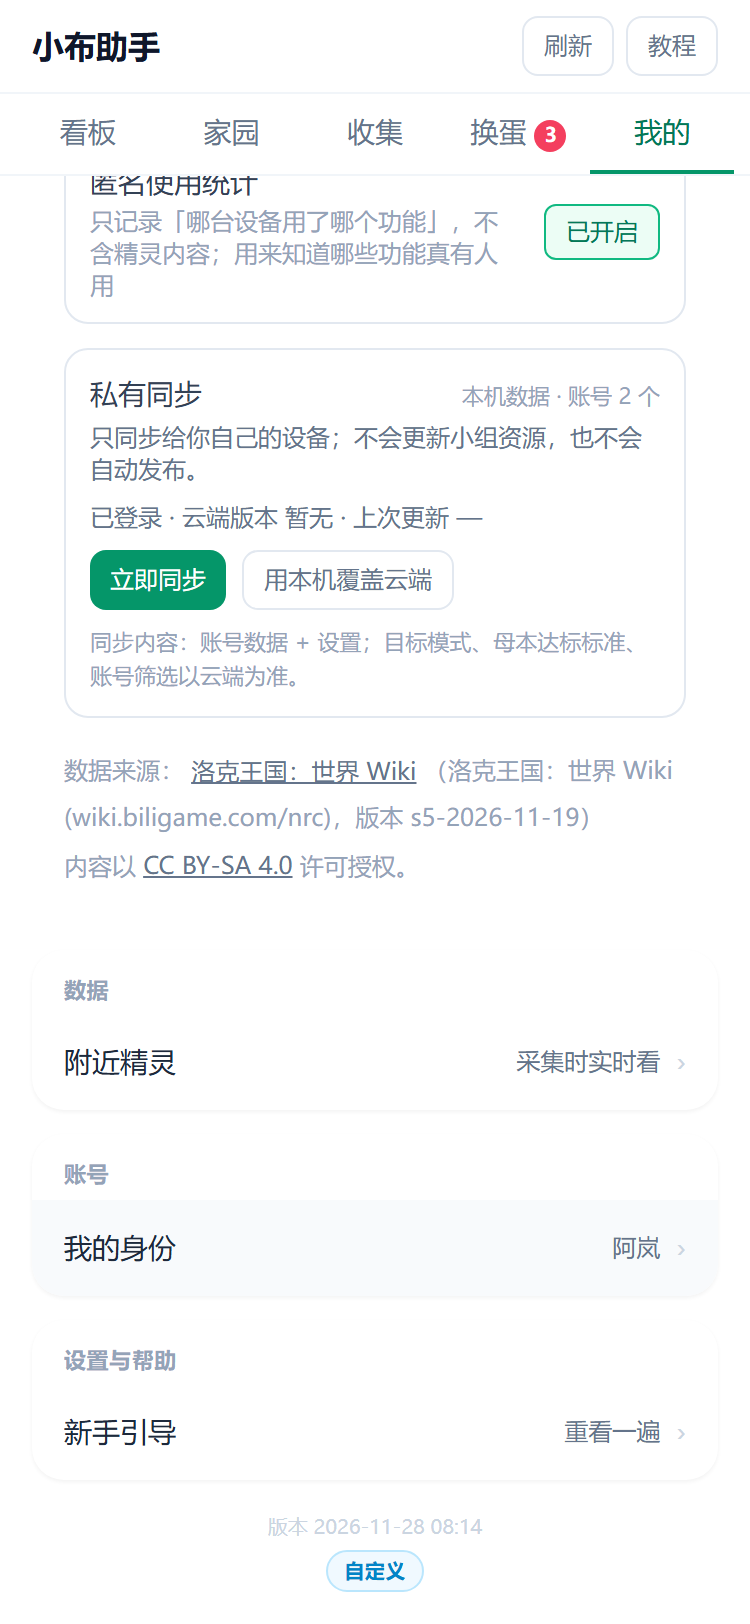 小布助手
刷新
教程
看板
家园
收集
换蛋 3
我的
匿名使用统计
只记录「哪台设备用了哪个功能」，不
含精灵内容；用来知道哪些功能真有人
用
已开启
私有同步
本机数据 · 账号 2 个
只同步给你自己的设备；不会更新小组资源，也不会
自动发布。
已登录 · 云端版本 暂无 · 上次更新 —
立即同步
用本机覆盖云端
同步内容：账号数据 + 设置；目标模式、母本达标标准、
账号筛选以云端为准。
数据来源： 洛克王国：世界 Wiki （洛克王国：世界 Wiki
(wiki.biligame.com/nrc)，版本 s5-2026-11-19）
内容以 CC BY-SA 4.0 许可授权。
数据
附近精灵
采集时实时看 ›
账号
我的身份
阿岚 ›
设置与帮助
新手引导
重看一遍 ›
版本 2026-11-28 08:14
自定义